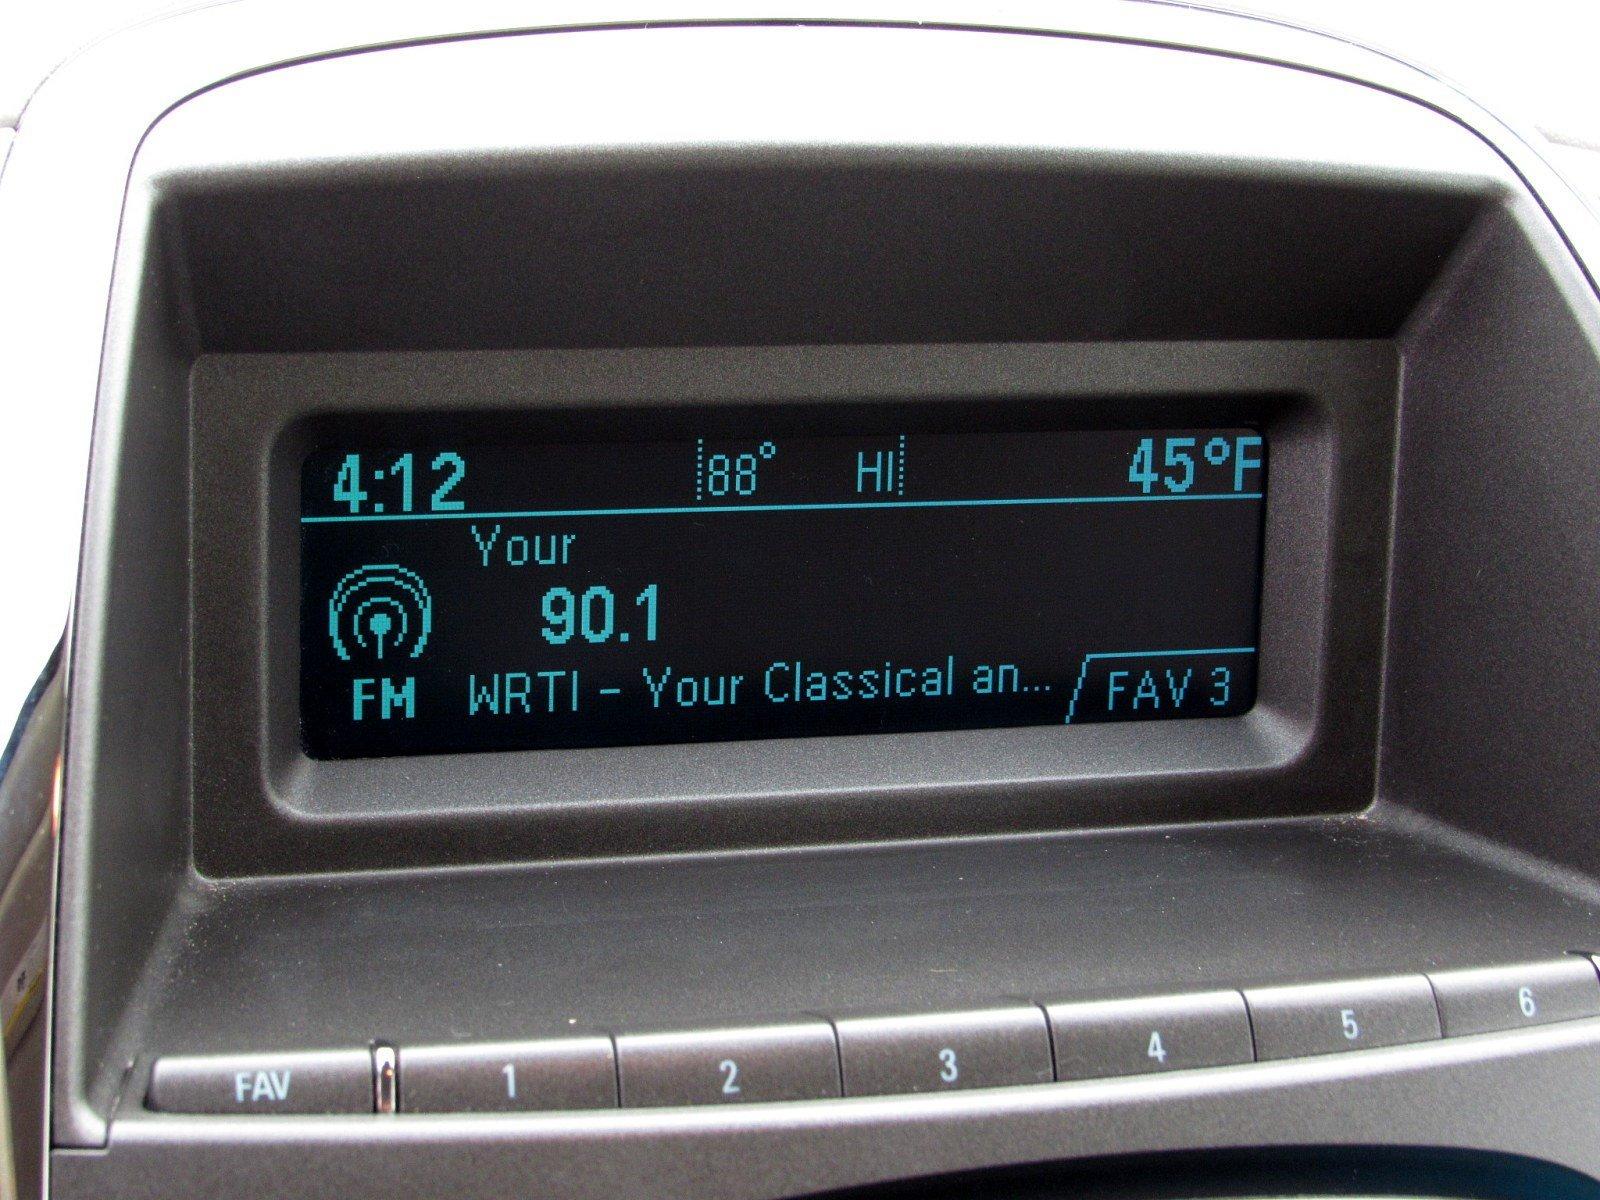 4:12 88° HI 45°F
Your
90.1
FM WRTI - Your Classical an... FAV 3
FAV 1 2 3 4 5 6